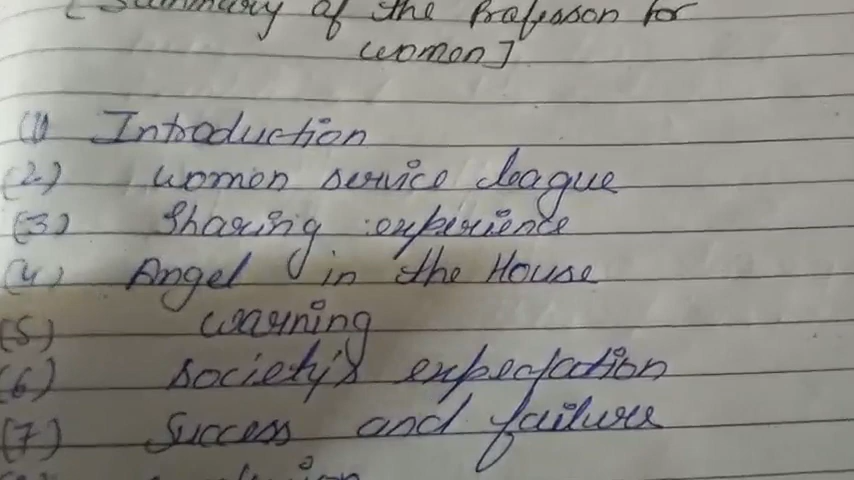 [Summary of the Professon for
women]
(1) Introduction
(2) women service league
(3) Sharing experience
(4) Angel in the House
(5) warning
(6) society's expectation
(7) Success and failure